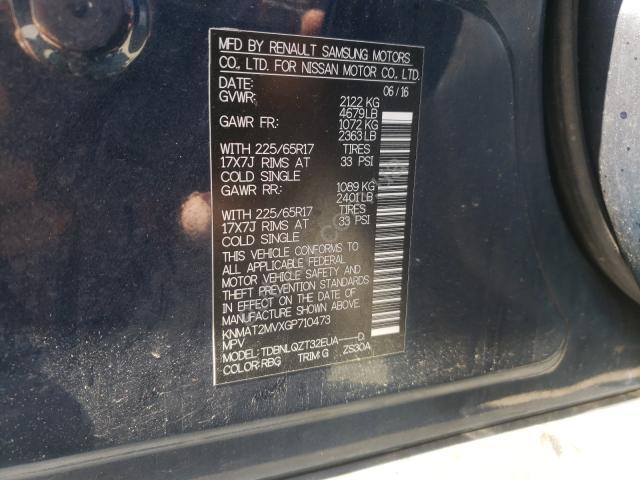 MFD BY RENAULT SAMSUNG MOTORS
CO., LTD. FOR NISSAN MOTOR CO., LTD.
DATE: 06/16
GVWR: 2122 KG
4679 LB
GAWR FR: 1072 KG
2363 LB
WITH 225/65R17 TIRES
17X7J RIMS AT 33 PSI
COLD SINGLE
GAWR RR: 1089 KG
2401 LB
WITH 225/65R17 TIRES
17X7J RIMS AT 33 PSI
COLD SINGLE
THIS VEHICLE CONFORMS TO
ALL APPLICABLE FEDERAL
MOTOR VEHICLE SAFETY AND
THEFT PREVENTION STANDARDS
IN EFFECT ON THE DATE OF
MANUFACTURE SHOWN ABOVE.
KNMAT2MVXGP710473
MPV
MODEL: TDBNLQZT32EUA----D
COLOR: RBG TRIM: G ZS30A